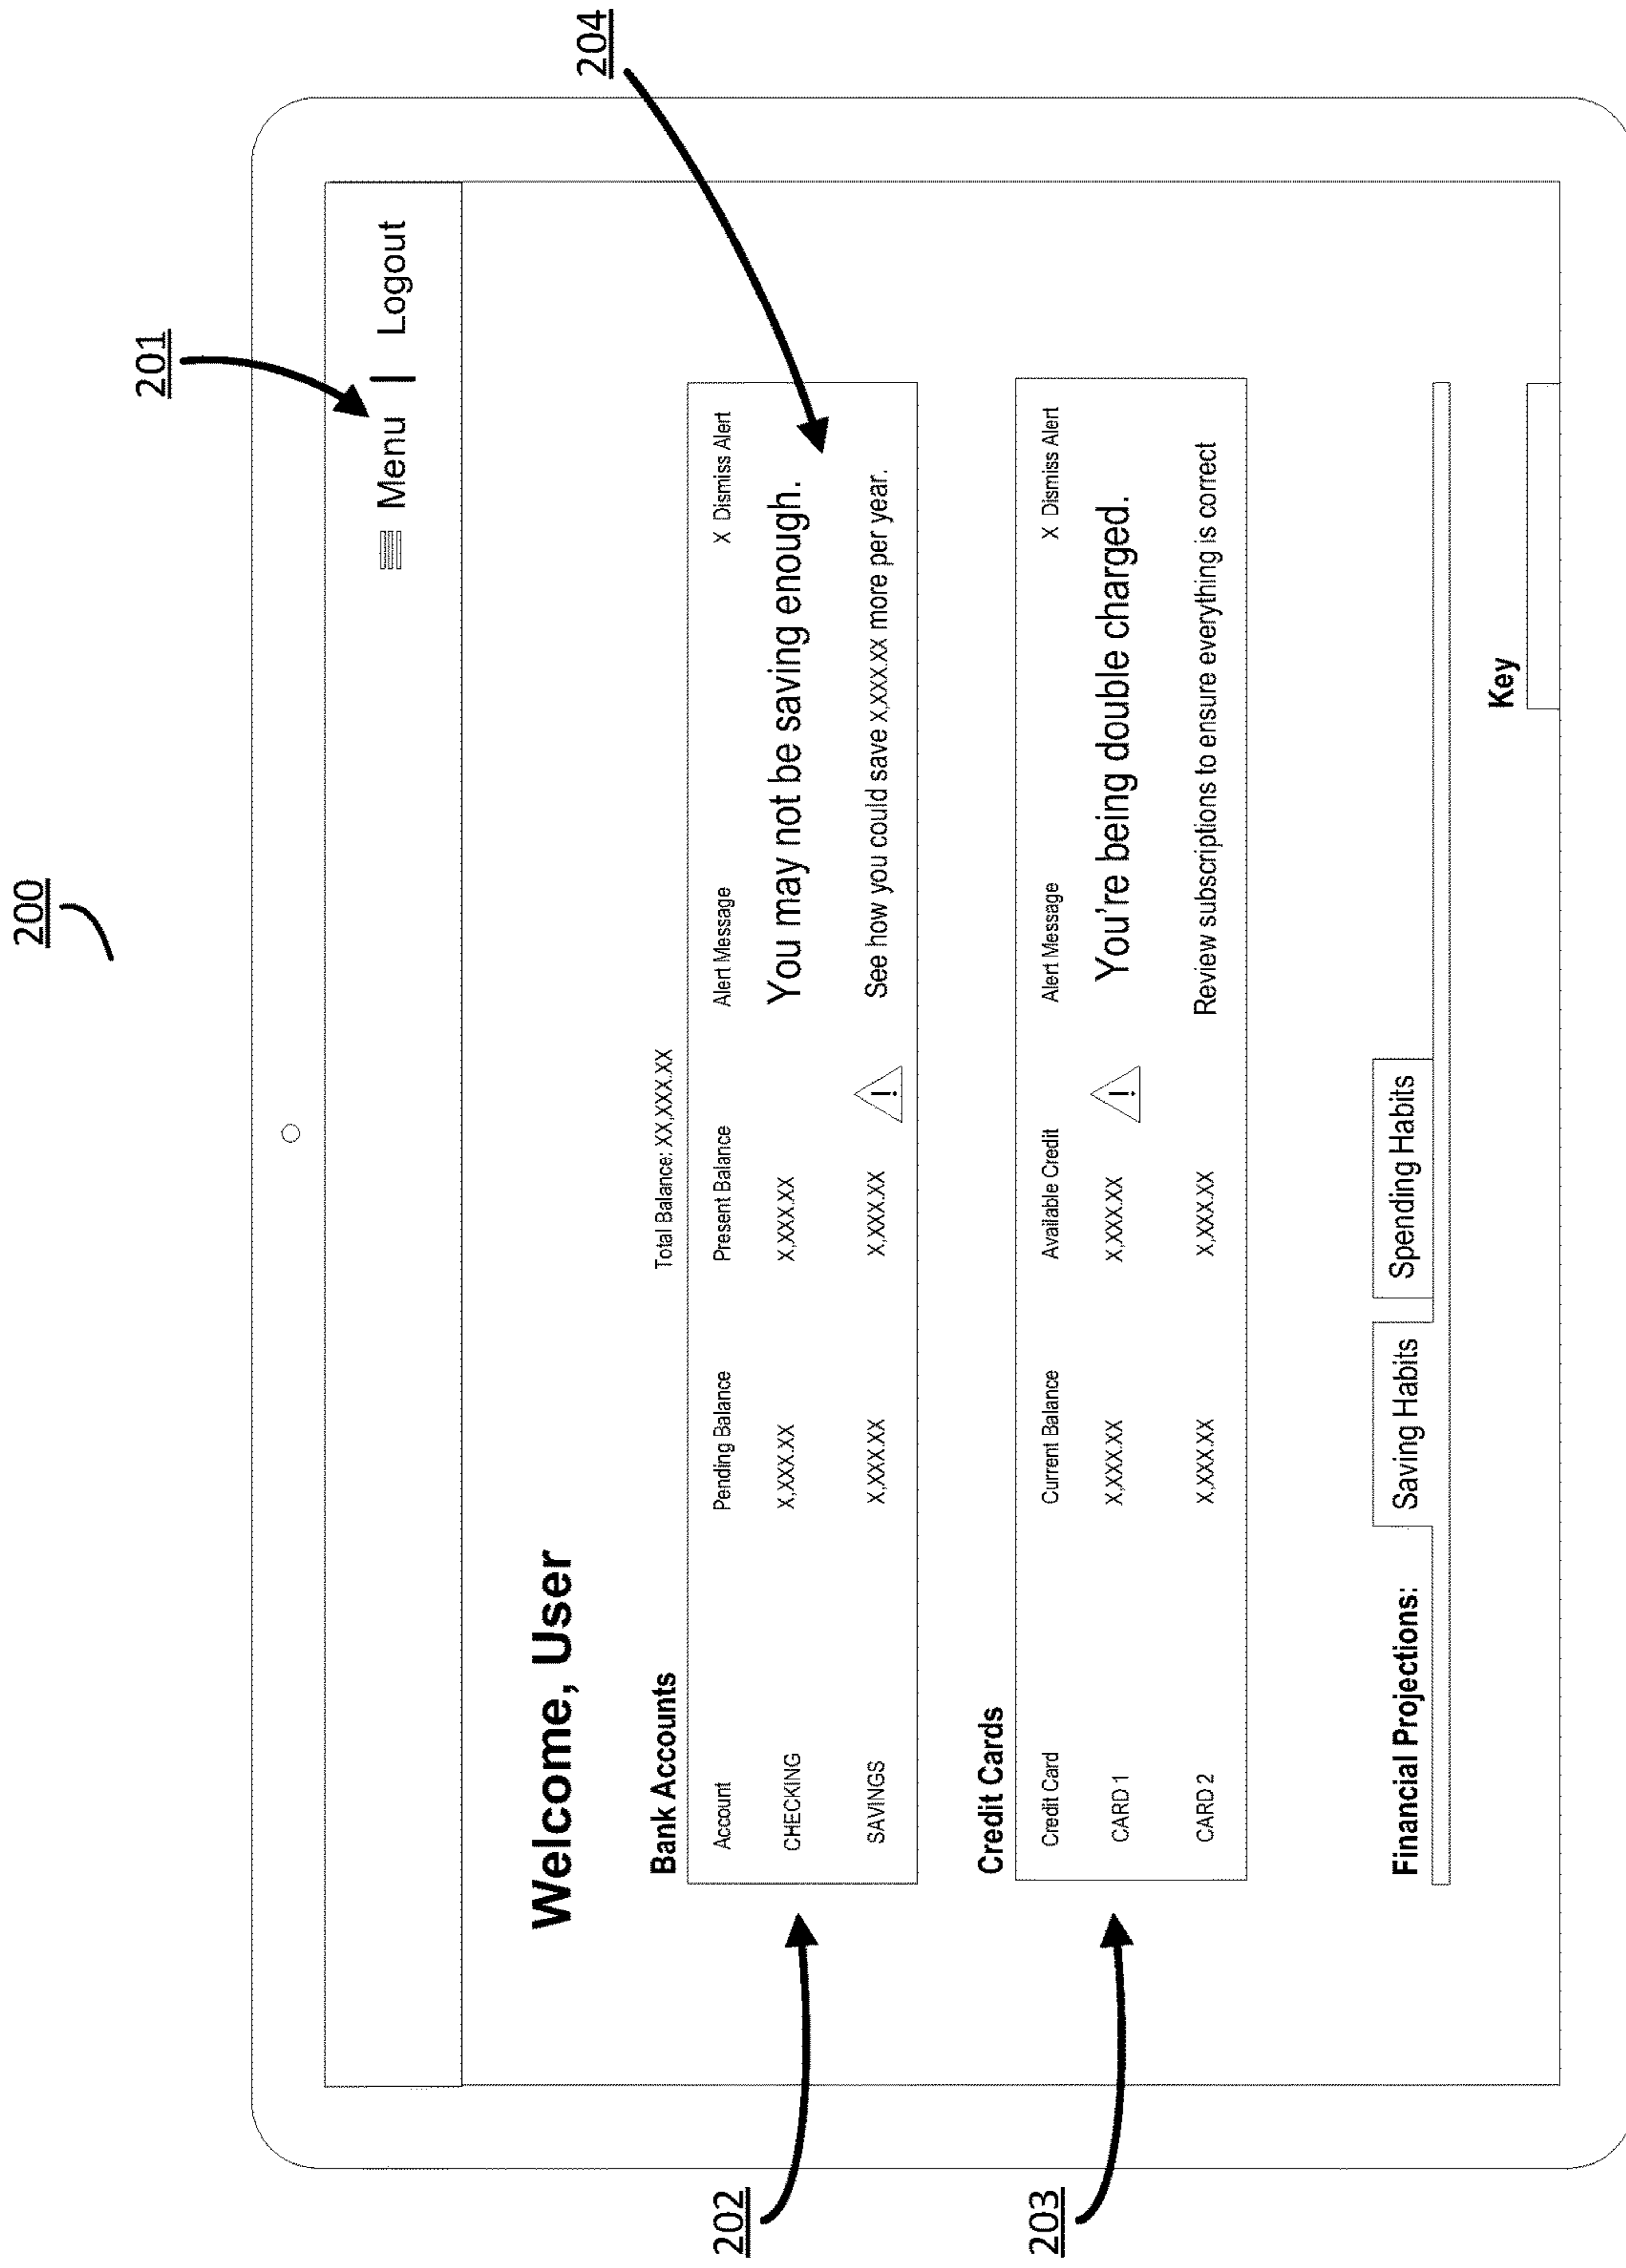 200
201
204
Menu | Logout
Welcome, User
Bank Accounts
Total Balance: XX,XXX.XX
Account Pending Balance Present Balance Alert Message X Dismiss Alert
CHECKING X,XXX.XX X,XXX.XX You may not be saving enough.
SAVINGS X,XXX.XX X,XXX.XX ! See how you could save X,XXX.XX more per year.
202
Credit Cards
Credit Card Current Balance Available Credit Alert Message X Dismiss Alert
CARD 1 X,XXX.XX X,XXX.XX ! You're being double charged.
CARD 2 X,XXX.XX X,XXX.XX Review subscriptions to ensure everything is correct
203
Financial Projections: Saving Habits Spending Habits
Key